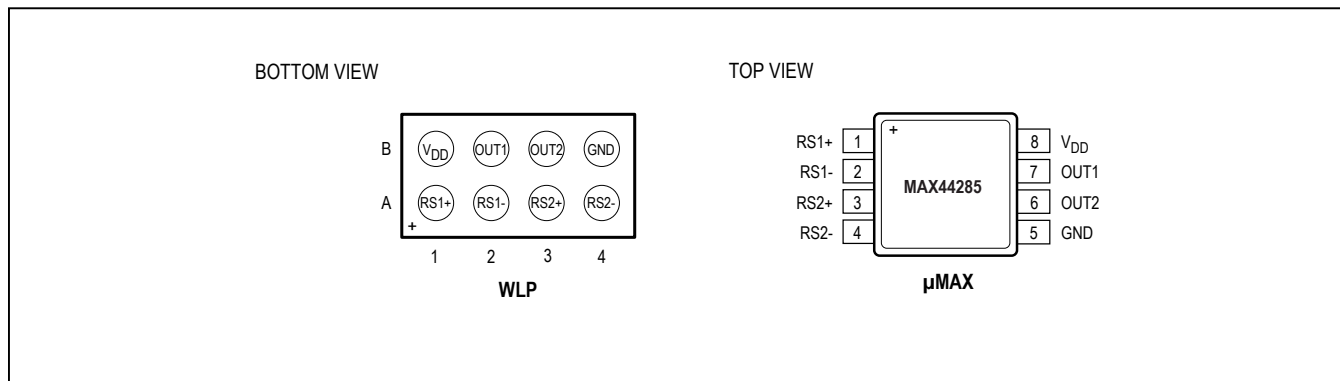 BOTTOM VIEW
B VDD OUT1 OUT2 GND
A RS1+ RS1- RS2+ RS2-
+
1 2 3 4
WLP
TOP VIEW
+
RS1+ 1 8 VDD
RS1- 2 MAX44285 7 OUT1
RS2+ 3 6 OUT2
RS2- 4 5 GND
µMAX